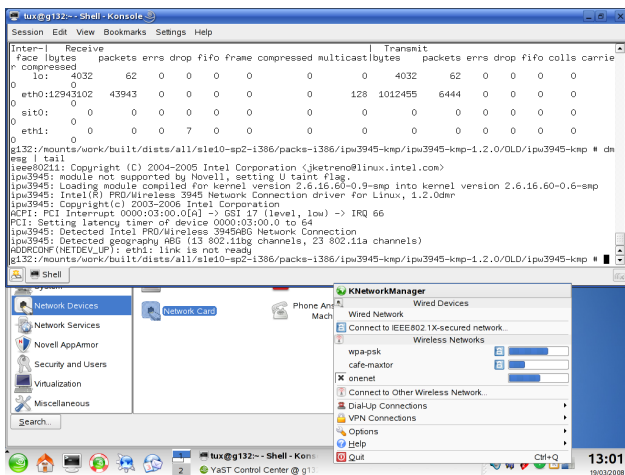 tux@g132:~ - Shell - Konsole
Session Edit View Bookmarks Settings Help
Inter-| Receive | Transmit
face |bytes packets errs drop fifo frame compressed multicast|bytes packets errs drop fifo colls carrie
r compressed
lo: 4032 62 0 0 0 0 0 0 4032 62 0 0 0 0 0
0 0
eth0:12943102 43943 0 0 0 0 0 128 1012455 6444 0 0 0 0
0 0
sit0: 0 0 0 0 0 0 0 0 0 0 0 0 0 0
0 0
eth1: 0 0 0 7 0 0 0 0 0 0 0 0 0 0
0 0
g132:/mounts/work/built/dists/all/sle10-sp2-i386/packs-i386/ipw3945-kmp/ipw3945-kmp-1.2.0/OLD/ipw3945-kmp # dm
esg | tail
ieee80211: Copyright (C) 2004-2005 Intel Corporation <jketreno@linux.intel.com>
ipw3945: module not supported by Novell, setting U taint flag.
ipw3945: Loading module compiled for kernel version 2.6.16.60-0.9-smp into kernel version 2.6.16.60-0.6-smp
ipw3945: Intel(R) PRO/Wireless 3945 Network Connection driver for Linux, 1.2.0dmr
ipw3945: Copyright(c) 2003-2006 Intel Corporation
ACPI: PCI Interrupt 0000:03:00.0[A] -> GSI 17 (level, low) -> IRQ 66
PCI: Setting latency timer of device 0000:03:00.0 to 64
ipw3945: Detected Intel PRO/Wireless 3945ABG Network Connection
ipw3945: Detected geography ABG (13 802.11bg channels, 23 802.11a channels)
ADDRCONF(NETDEV_UP): eth1: link is not ready
g132:/mounts/work/built/dists/all/sle10-sp2-i386/packs-i386/ipw3945-kmp/ipw3945-kmp-1.2.0/OLD/ipw3945-kmp #
Shell
System
Network Devices
Network Services
Novell AppArmor
Security and Users
Virtualization
Miscellaneous
Search...
Network Card
Phone Ans
Mach
KNetworkManager
Wired Devices
Wired Network
Connect to IEEE802.1X-secured network...
Wireless Networks
wpa-psk
cafe-maxtor
onenet
Connect to Other Wireless Network...
Dial-Up Connections
VPN Connections
Options
Help
Quit Ctrl+Q
1
2
tux@g132:~ - Shell - Kons
YaST Control Center @ g13
13:01
19/03/2008